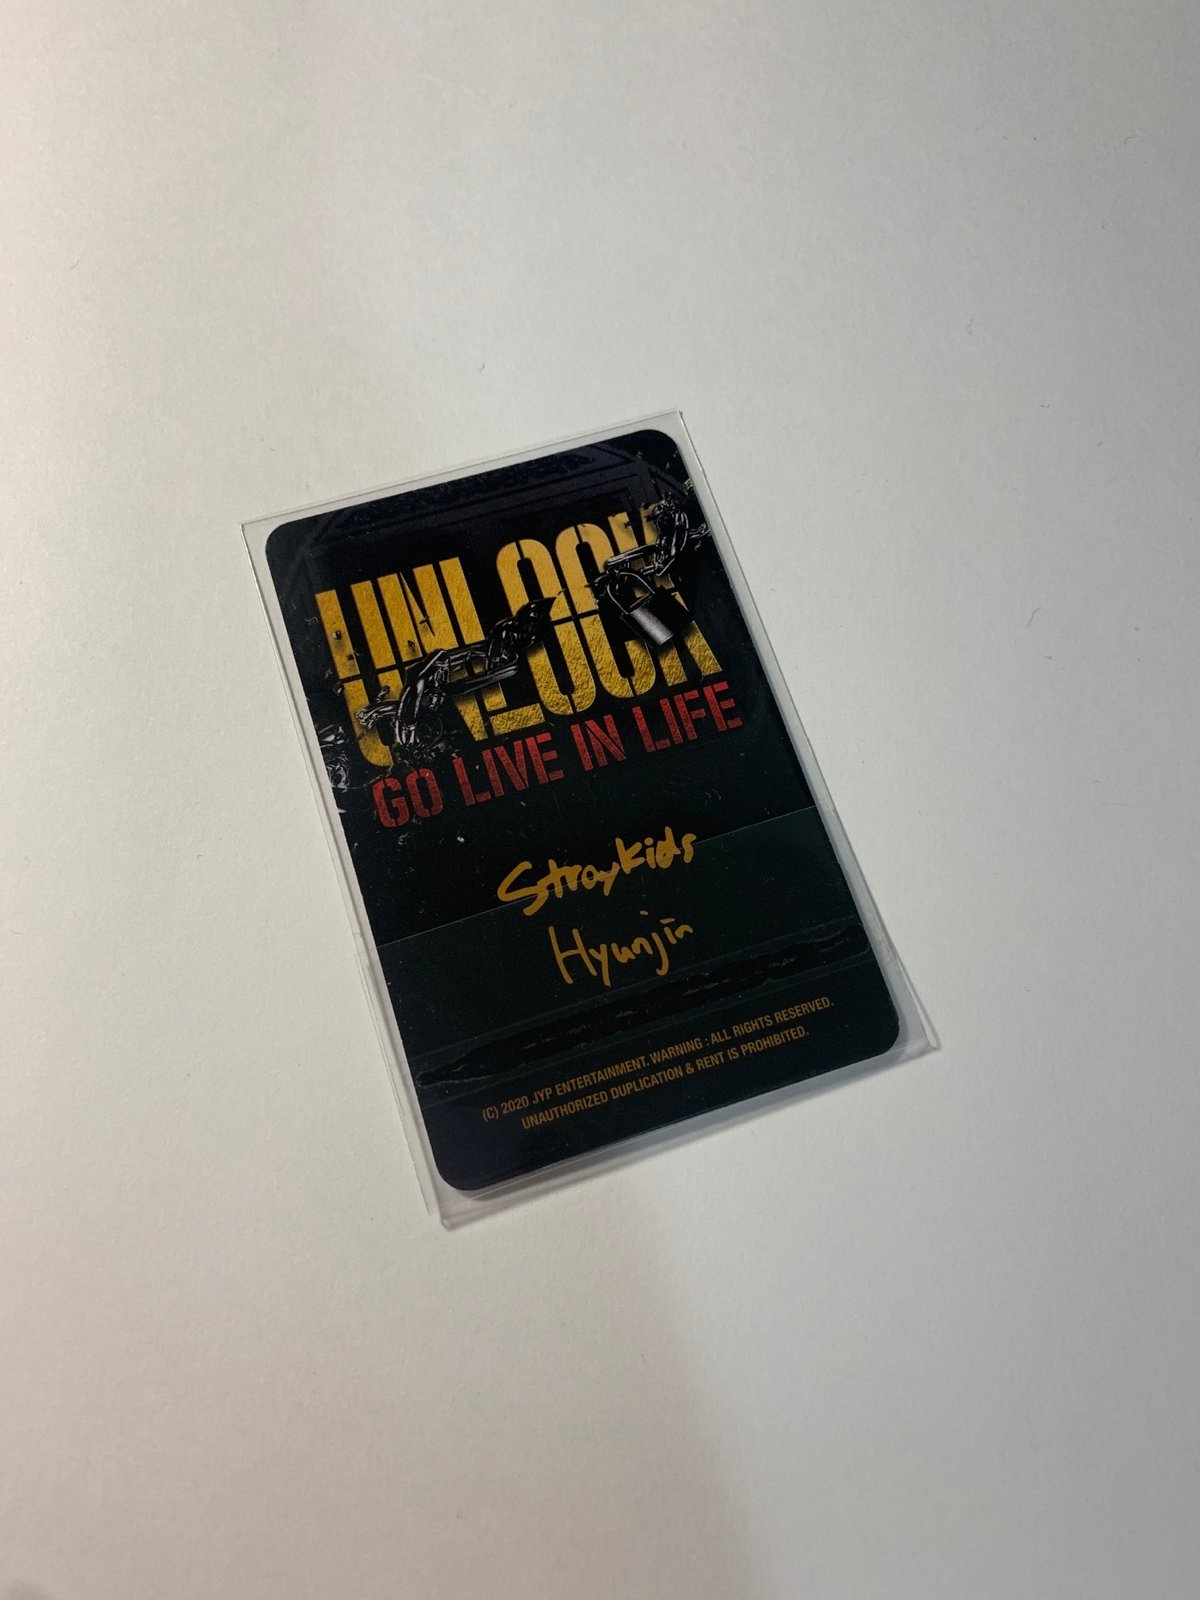 UNLOCK
GO LIVE IN LIFE
Straykids
Hyunjin
(C) 2020 JYP ENTERTAINMENT. WARNING : ALL RIGHTS RESERVED.
UNAUTHORIZED DUPLICATION & RENT IS PROHIBITED.